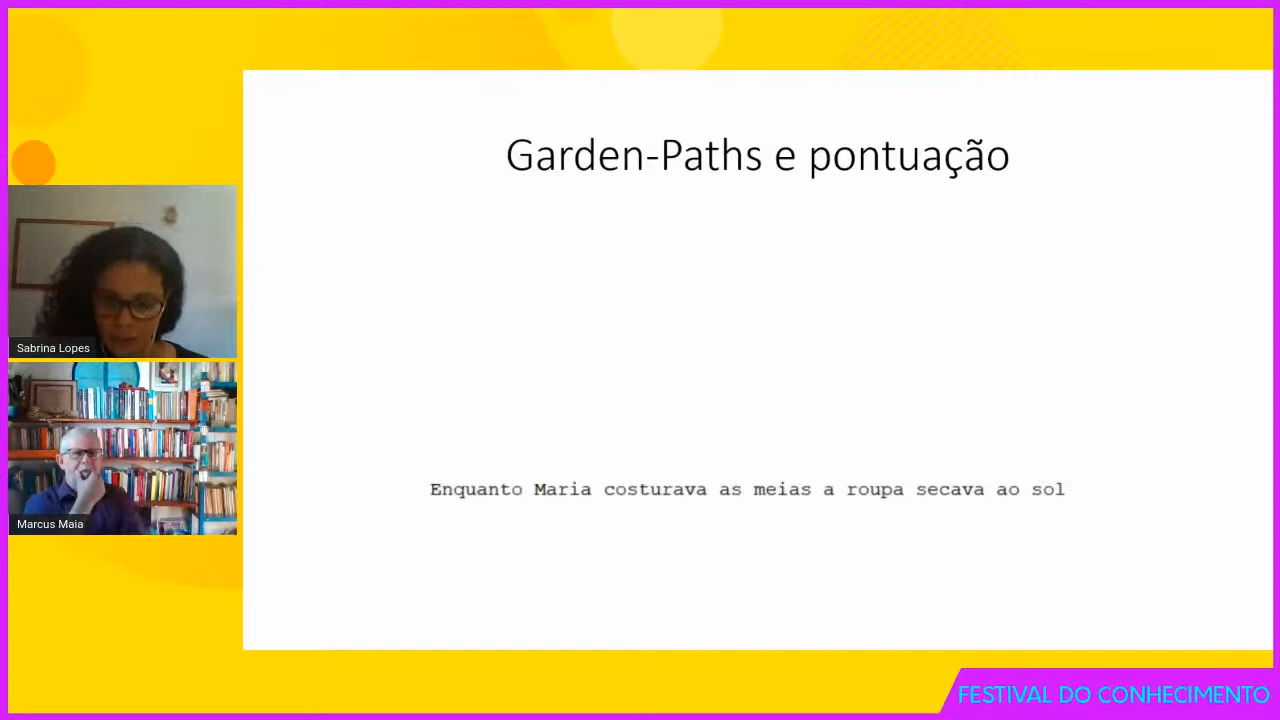 Garden-Paths e pontuação
Sabrina Lopes
Enquanto Maria costurava as meias a roupa secava ao sol
Marcus Maia
FESTIVAL DO CONHECIMENTO